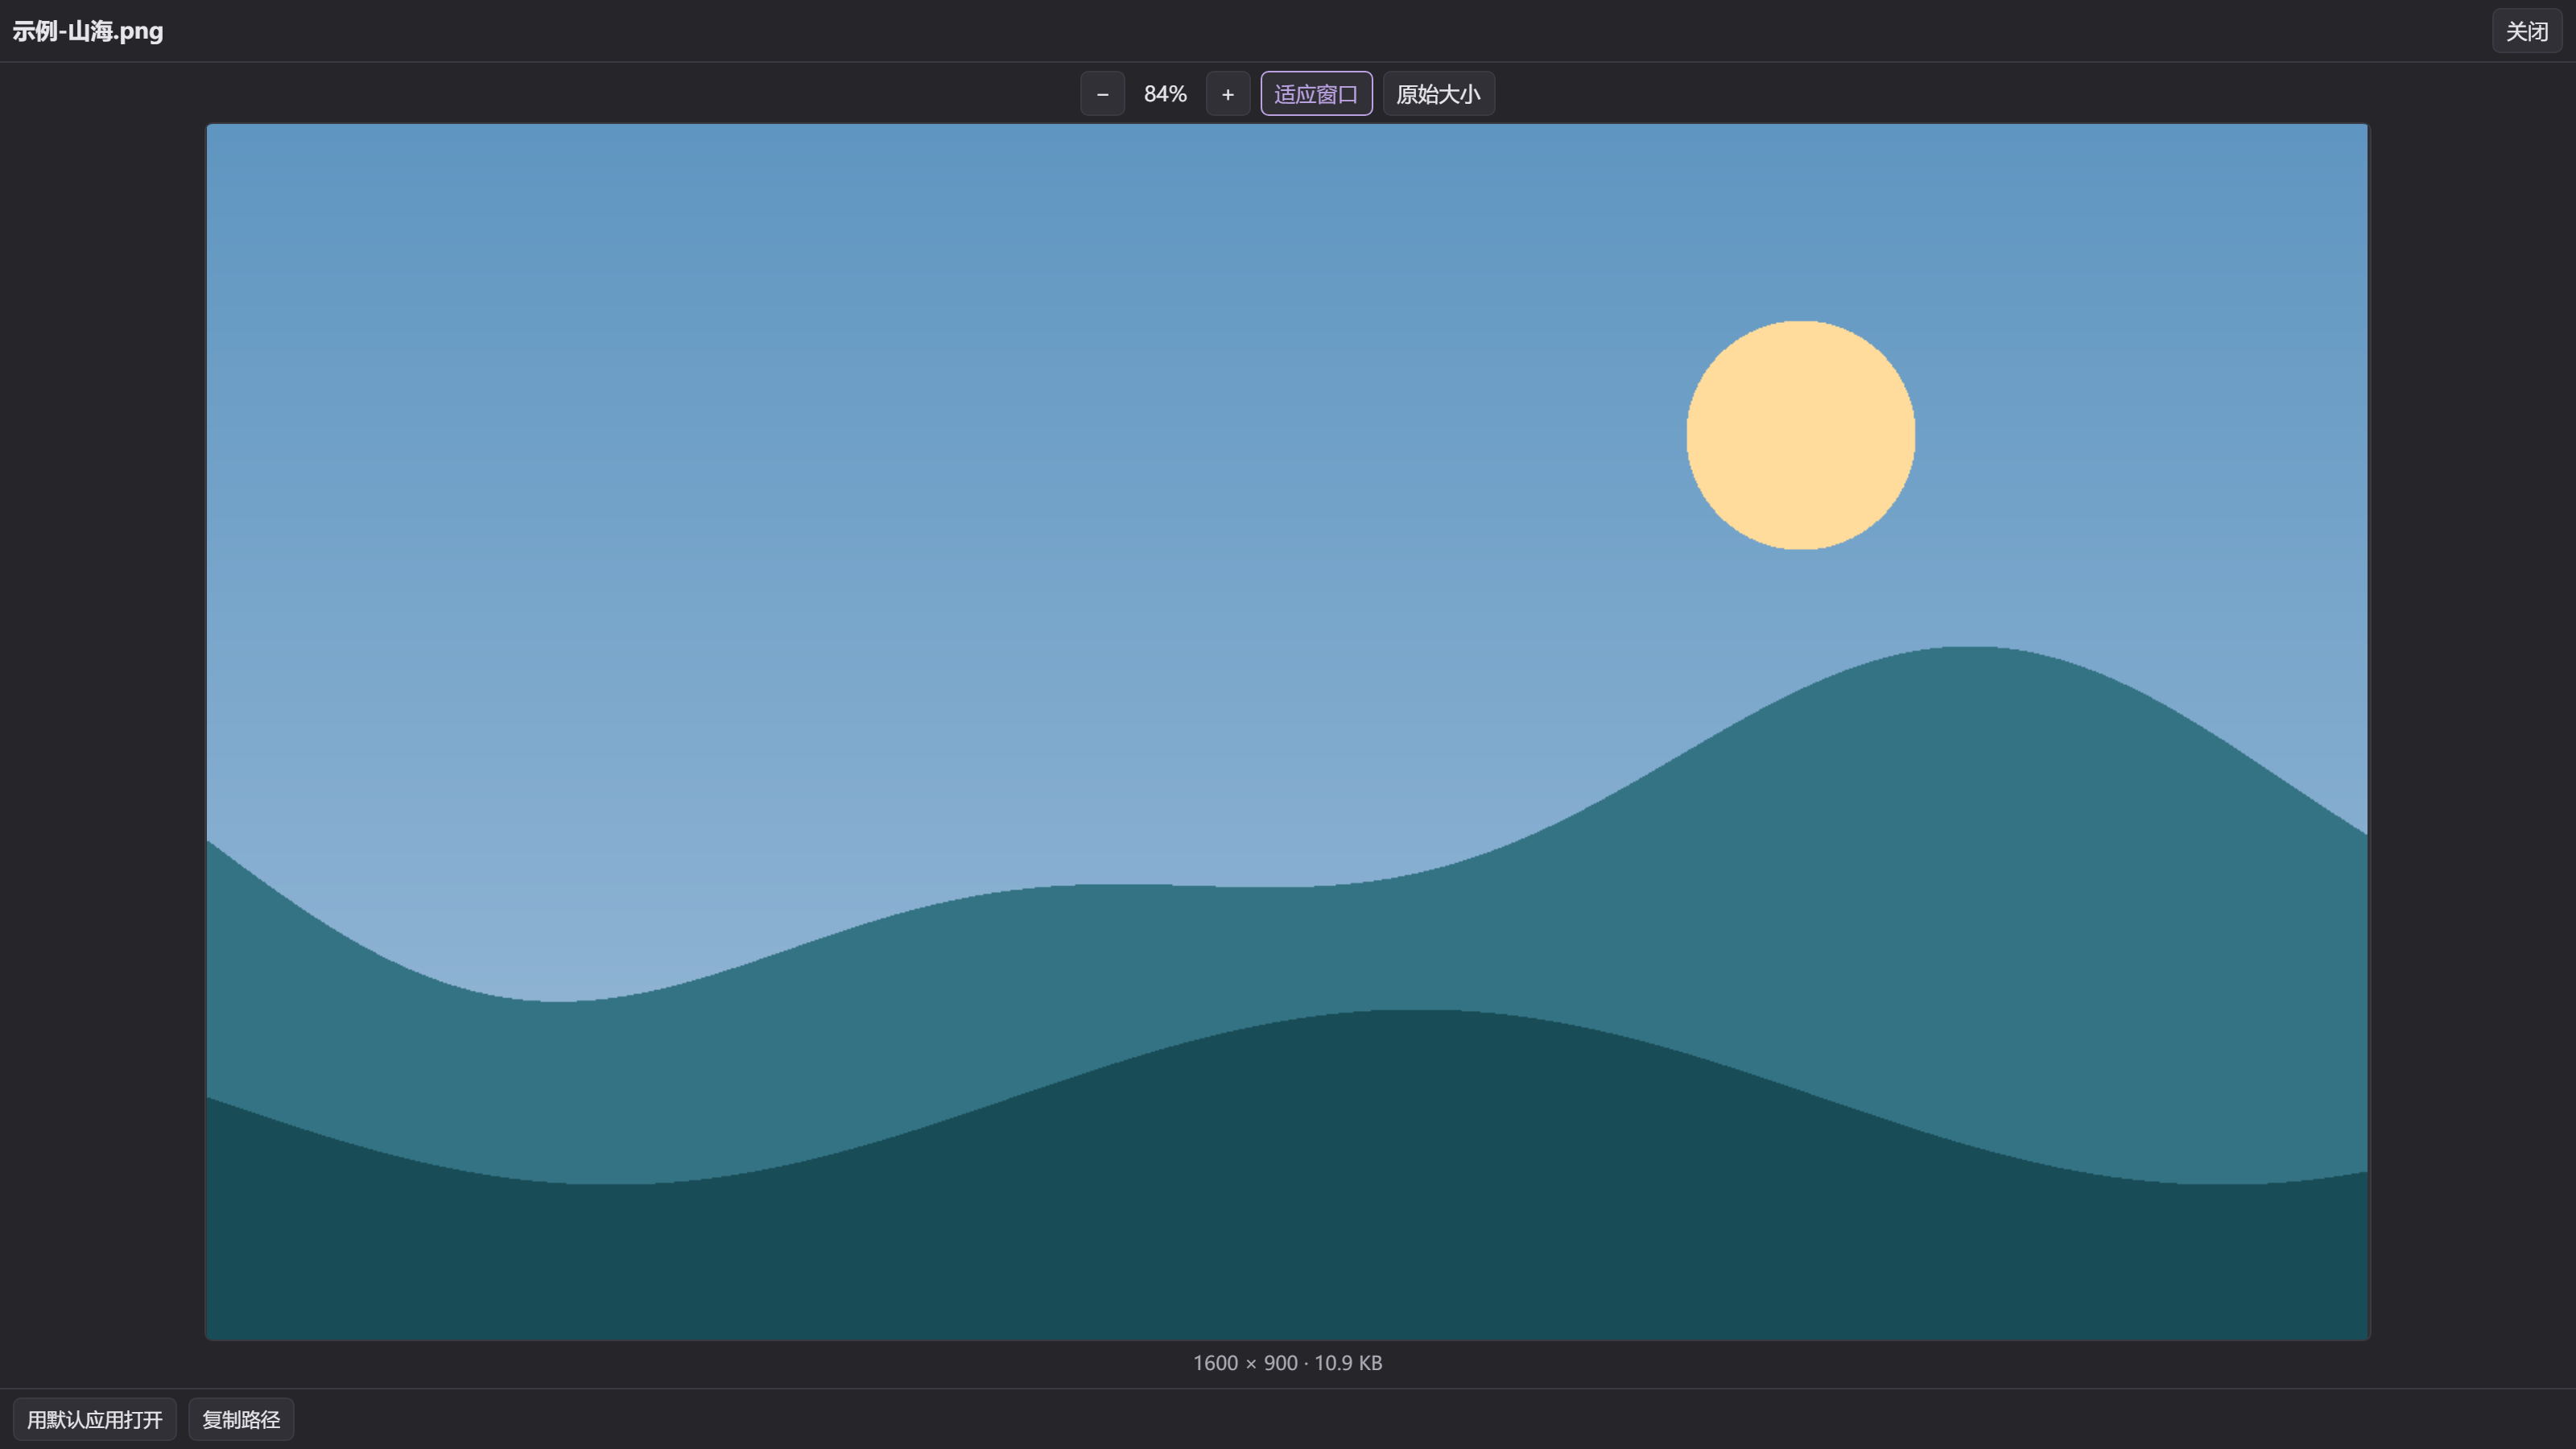 示例-山海.png
关闭
− 84% + 适应窗口 原始大小
1600 × 900 · 10.9 KB
用默认应用打开 复制路径